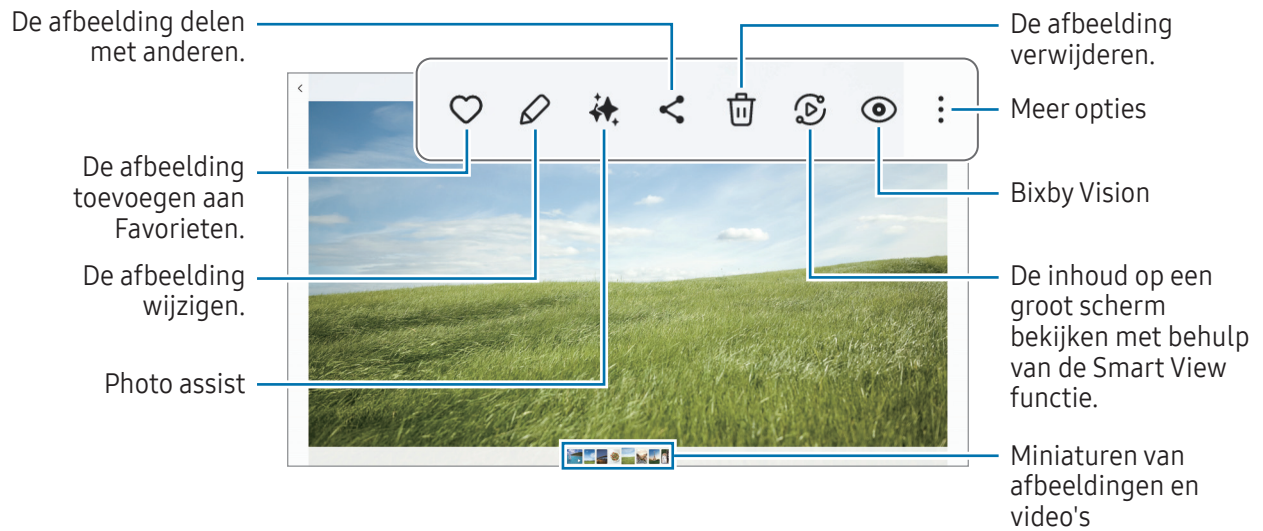 De afbeelding delen
met anderen.
De afbeelding
verwijderen.
Meer opties
De afbeelding
toevoegen aan
Favorieten.
Bixby Vision
De afbeelding
wijzigen.
De inhoud op een
groot scherm
bekijken met behulp
van de Smart View
functie.
Photo assist
Miniaturen van
afbeeldingen en
video's